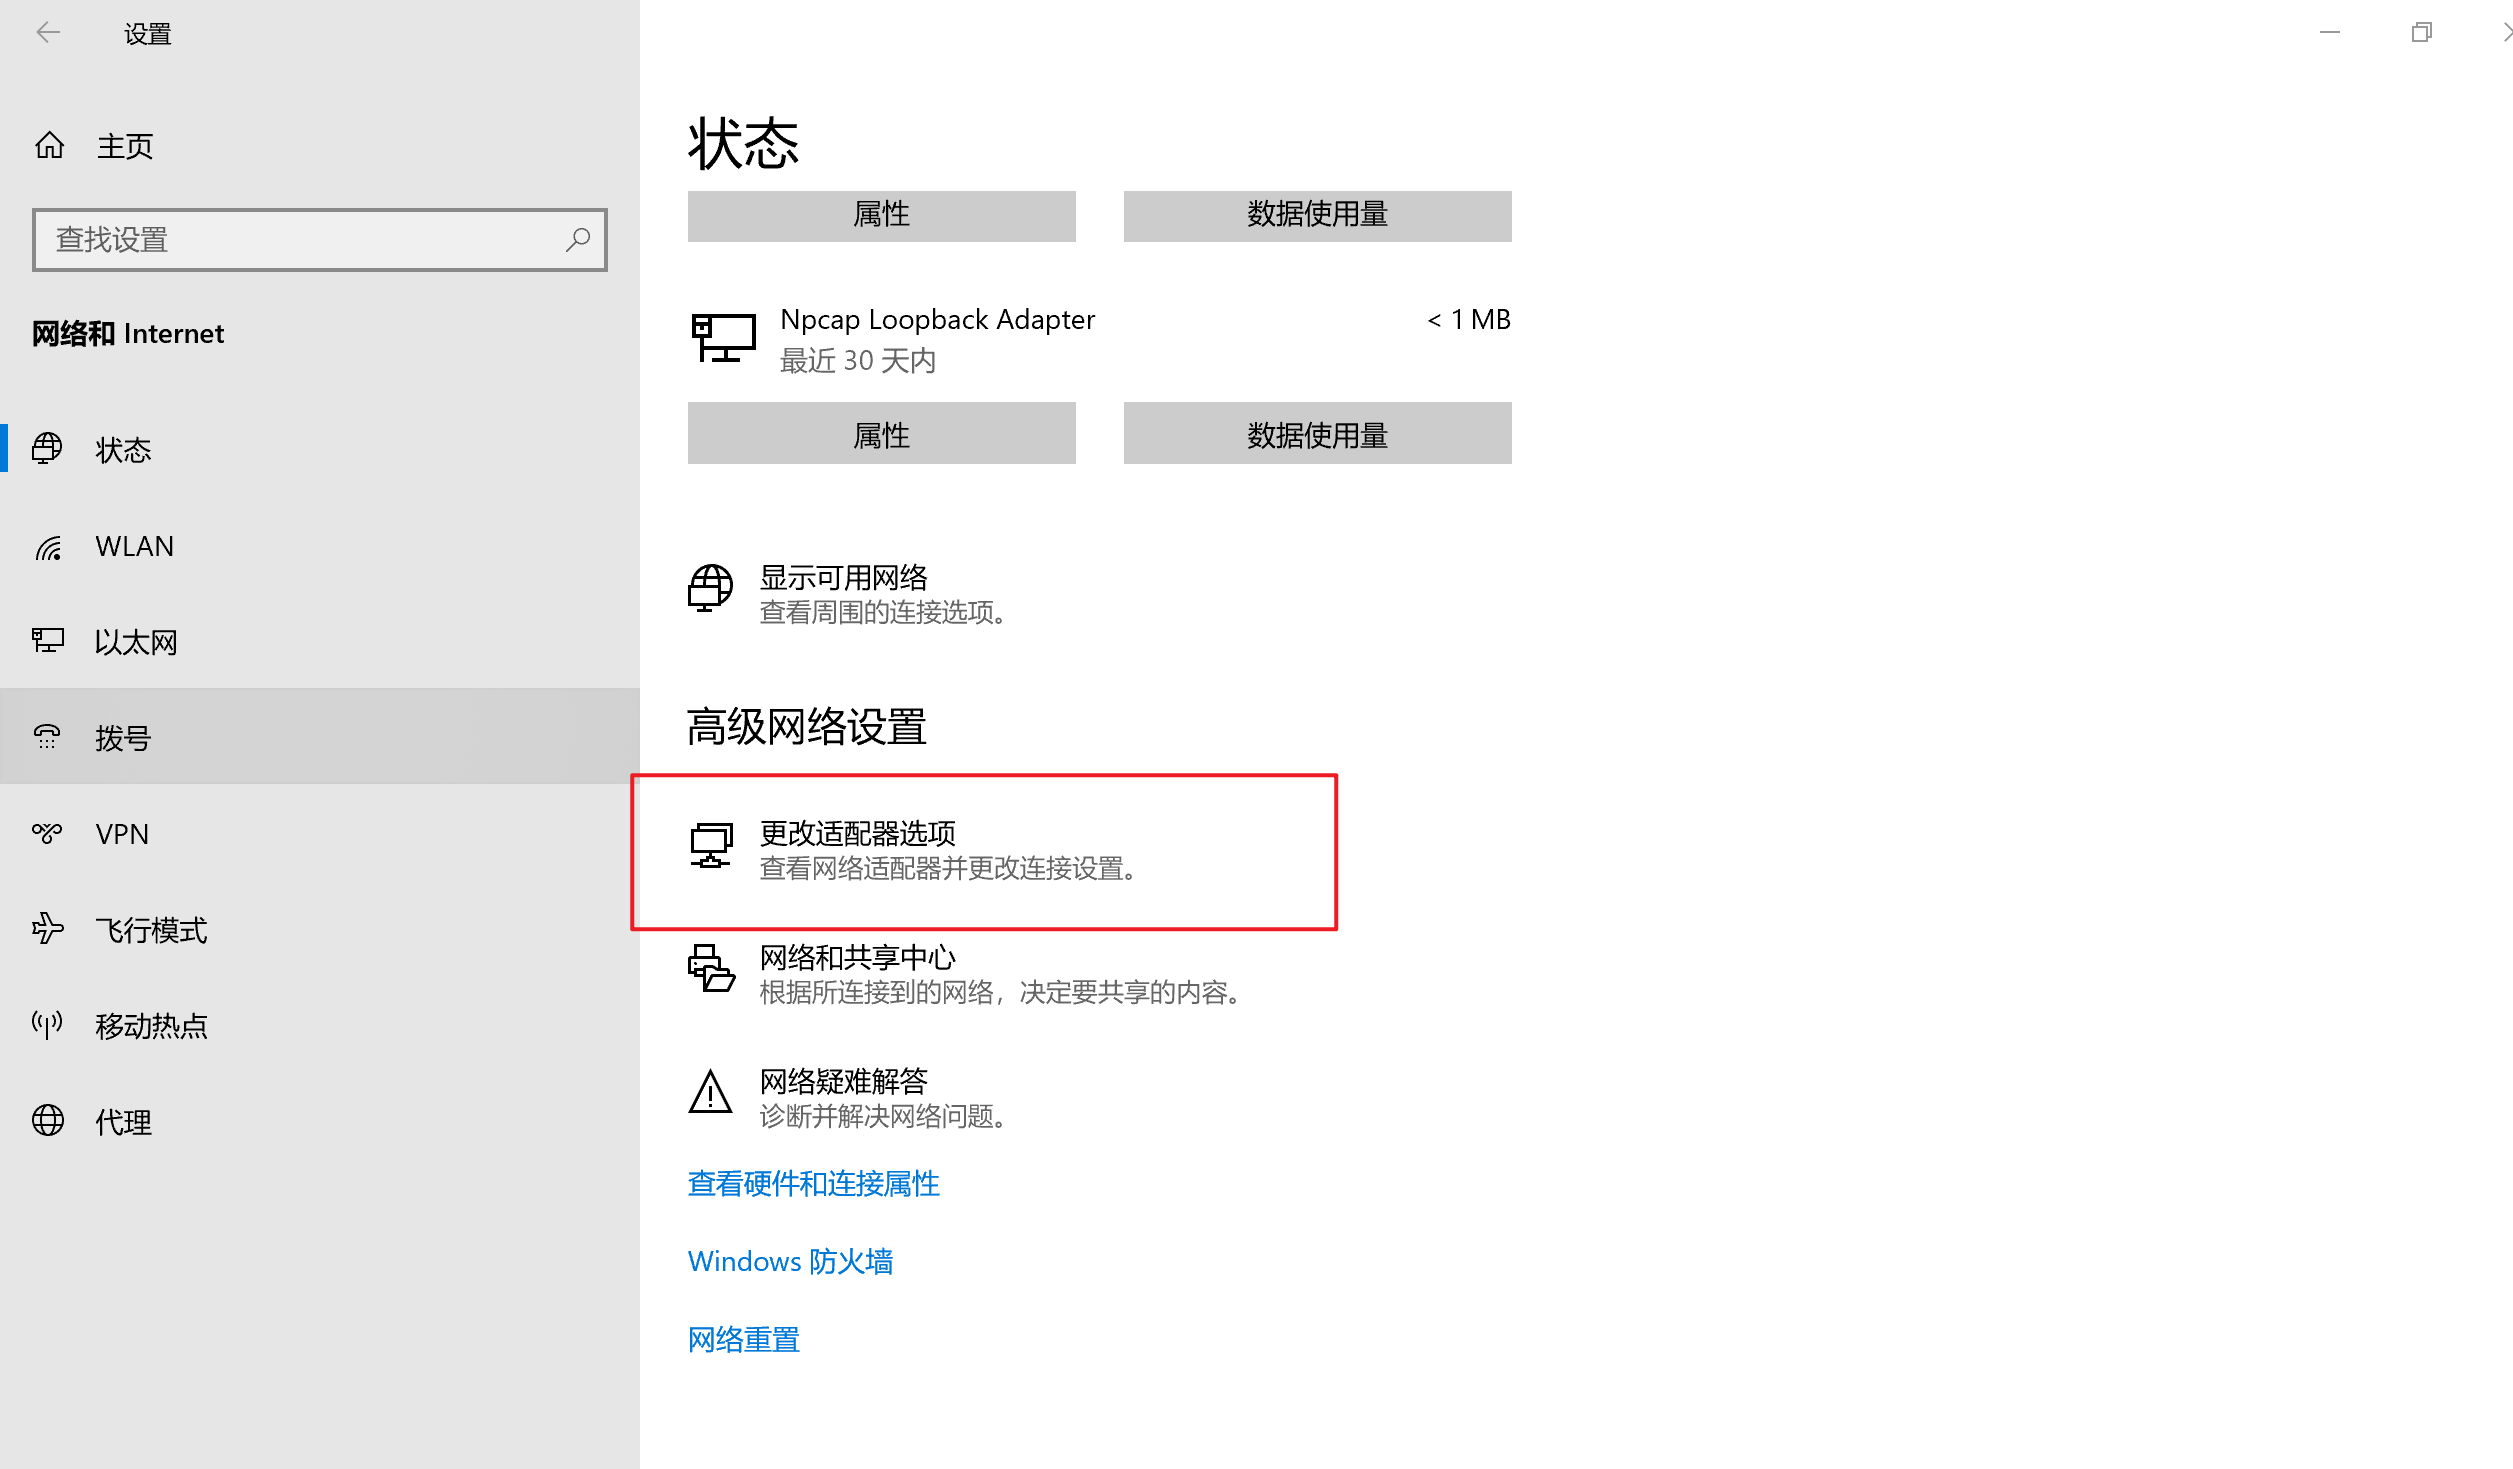 设置
主页
查找设置
网络和 Internet
状态
WLAN
以太网
拨号
VPN
飞行模式
移动热点
代理
状态
属性
数据使用量
Npcap Loopback Adapter
< 1 MB
最近 30 天内
属性
数据使用量
显示可用网络
查看周围的连接选项。
高级网络设置
更改适配器选项
查看网络适配器并更改连接设置。
网络和共享中心
根据所连接到的网络，决定要共享的内容。
网络疑难解答
诊断并解决网络问题。
查看硬件和连接属性
Windows 防火墙
网络重置